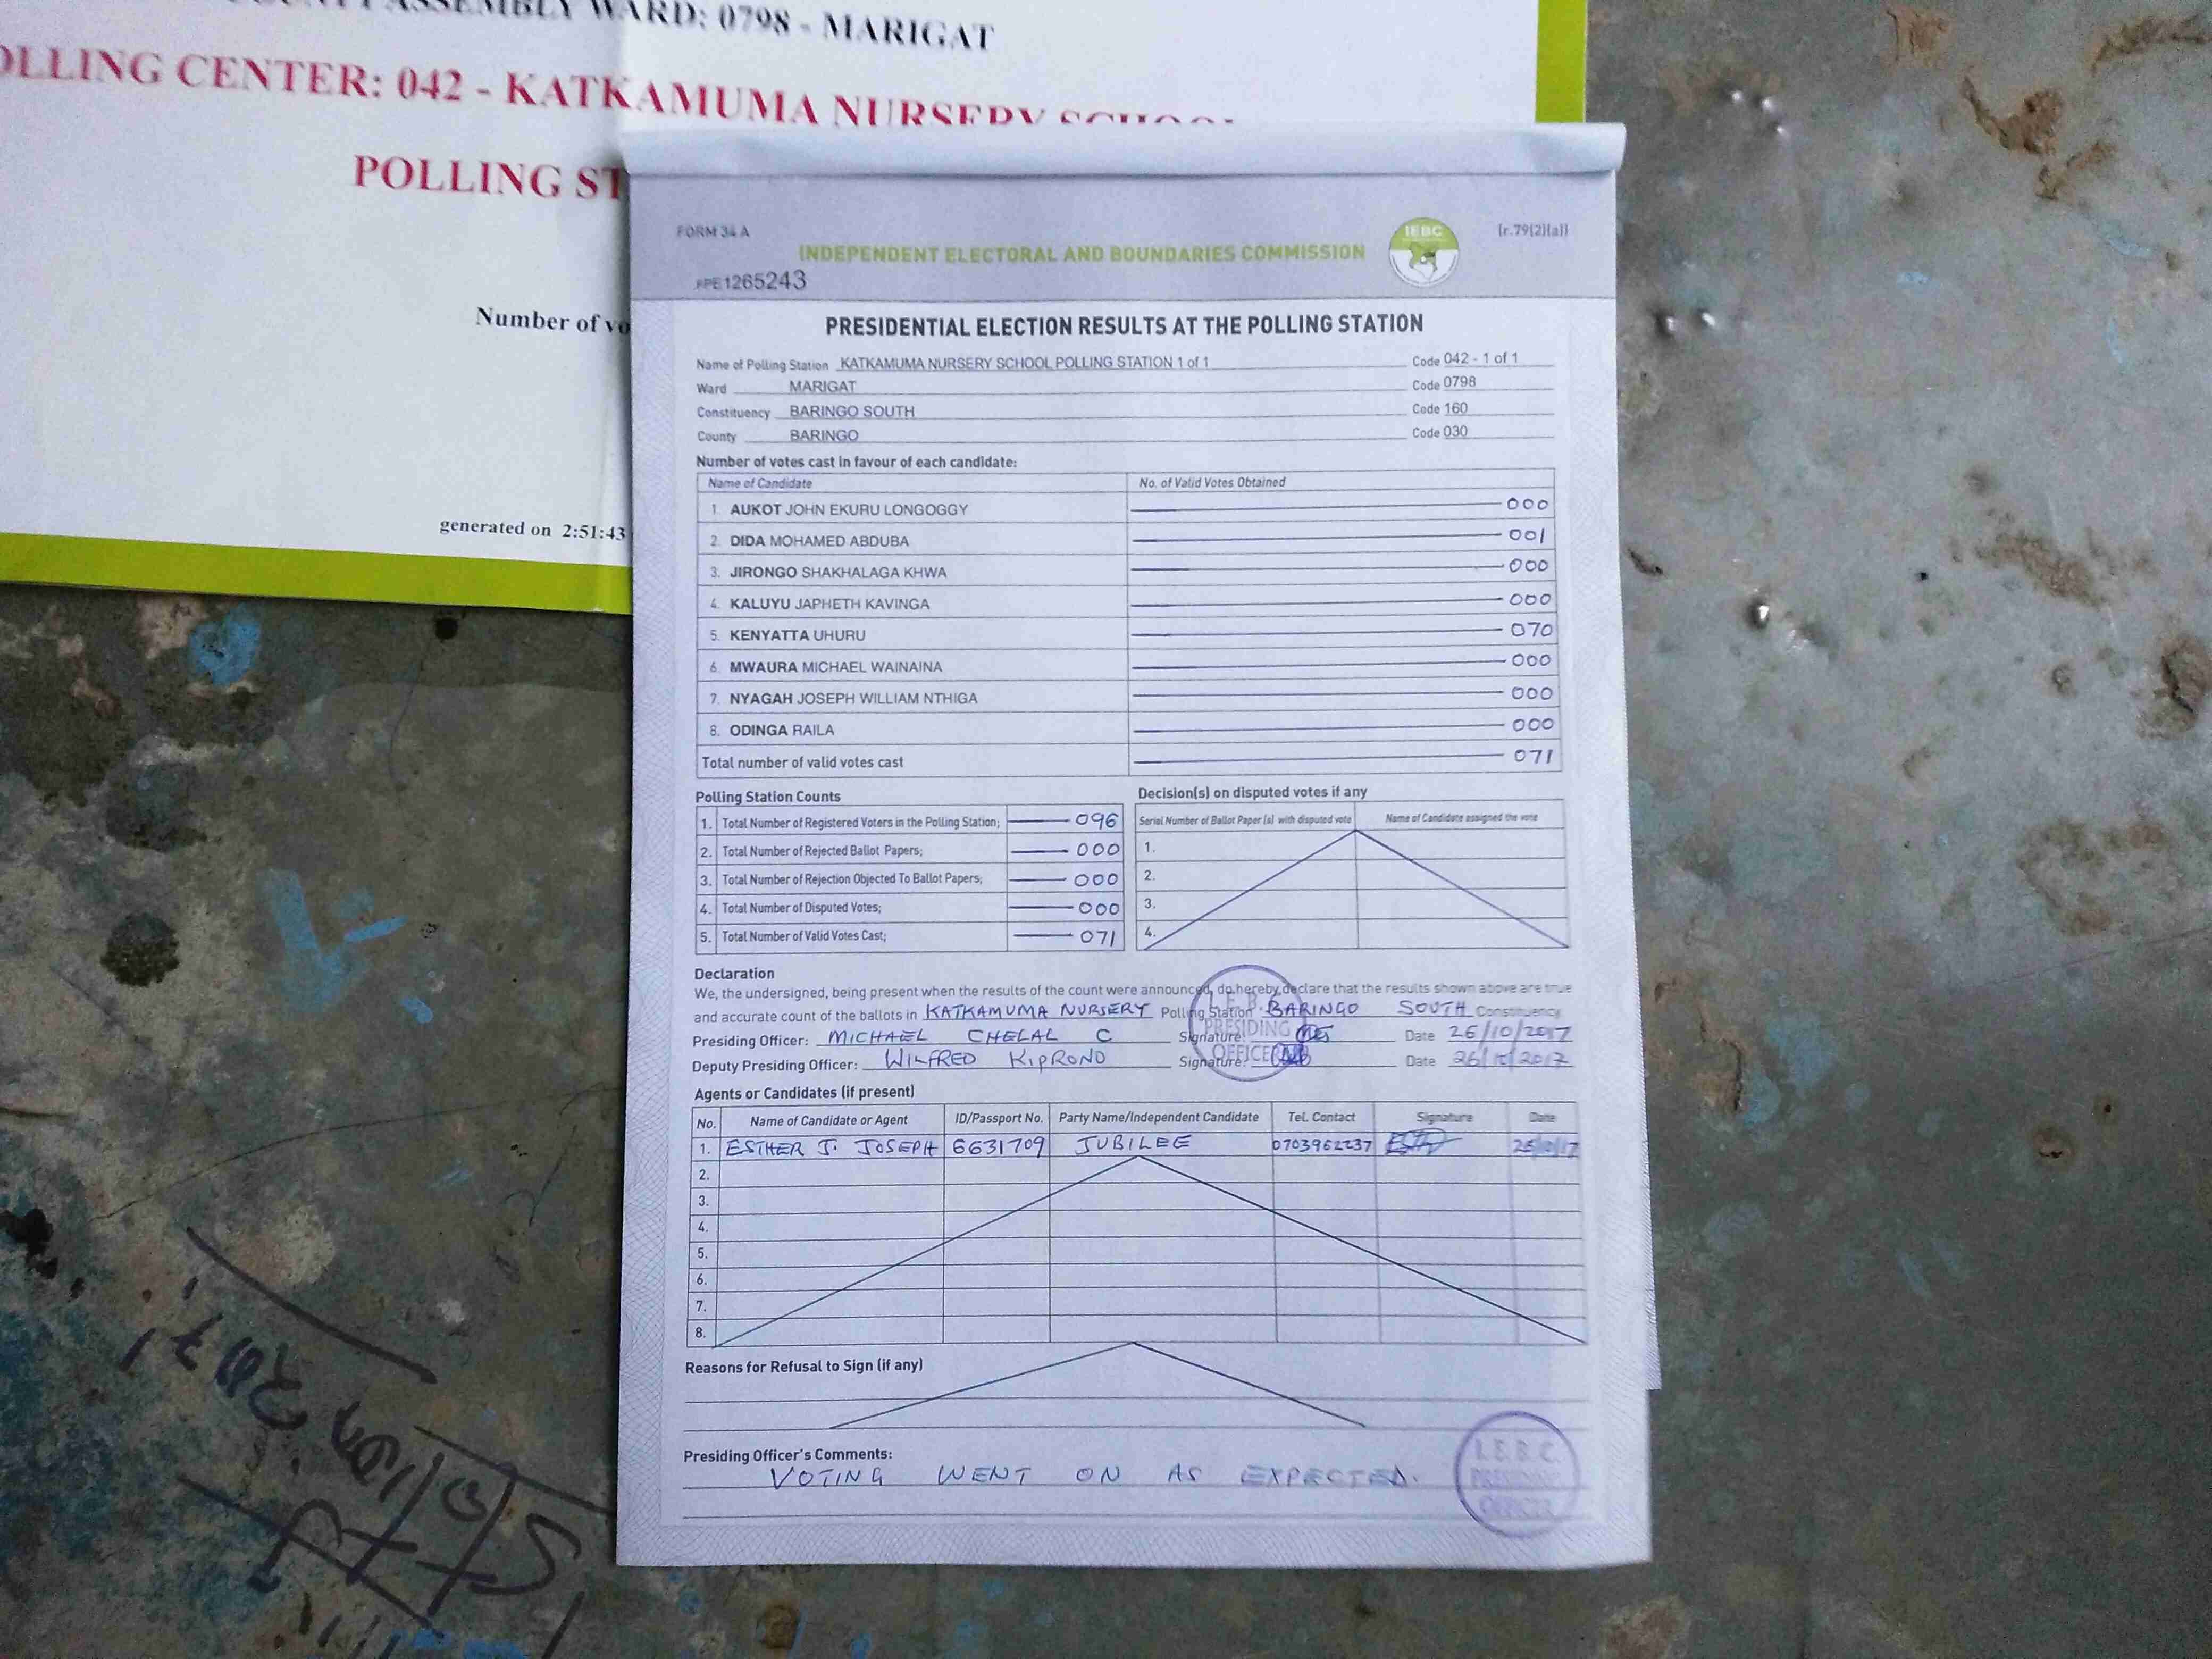 COUNTY ASSEMBLY WARD: 0798 - MARIGAT
POLLING CENTER: 042 - KATKAMUMA NURSERY SCHOOL
POLLING ST
Number of vo
generated on 2:51:43
FORM 34 A
INDEPENDENT ELECTORAL AND BOUNDARIES COMMISSION
IEBC
(r.79(2)(a))
PE1265243
PRESIDENTIAL ELECTION RESULTS AT THE POLLING STATION
Name of Polling Station KATKAMUMA NURSERY SCHOOL POLLING STATION 1 of 1 Code 042 - 1 of 1
Ward MARIGAT Code 0798
Constituency BARINGO SOUTH Code 160
County BARINGO Code 030
Number of votes cast in favour of each candidate:
Name of Candidate No. of Valid Votes Obtained
1. AUKOT JOHN EKURU LONGOGGY 000
2. DIDA MOHAMED ABDUBA 001
3. JIRONGO SHAKHALAGA KHWA 000
4. KALUYU JAPHETH KAVINGA 000
5. KENYATTA UHURU 070
6. MWAURA MICHAEL WAINAINA 000
7. NYAGAH JOSEPH WILLIAM NTHIGA 000
8. ODINGA RAILA 000
Total number of valid votes cast 071
Polling Station Counts
1. Total Number of Registered Voters in the Polling Station; 096
2. Total Number of Rejected Ballot Papers; 000
3. Total Number of Rejection Objected To Ballot Papers; 000
4. Total Number of Disputed Votes; 000
5. Total Number of Valid Votes Cast; 071
Decision(s) on disputed votes if any
Serial Number of Ballot Paper (s) with disputed vote Name of Candidate assigned the vote
1.
2.
3.
4.
Declaration
We, the undersigned, being present when the results of the count were announced, do hereby declare that the results shown above are true
and accurate count of the ballots in KATKAMUMA NURSERY Polling Station BARINGO SOUTH Constituency
Presiding Officer: MICHAEL CHELAL C Signature: Date 26/10/2017
Deputy Presiding Officer: WILFRED KIPRONO Signature: Date 26/10/2017
I.E.B.C
PRESIDING
OFFICER
Agents or Candidates (if present)
No. Name of Candidate or Agent ID/Passport No. Party Name/Independent Candidate Tel. Contact Signature Date
1. ESTHER J. JOSEPH 6631709 JUBILEE 0703962237 26/10/17
2.
3.
4.
5.
6.
7.
8.
Reasons for Refusal to Sign (if any)
Presiding Officer's Comments:
VOTING WENT ON AS EXPECTED.
I.E.B.C.
PRESIDING
OFFICER